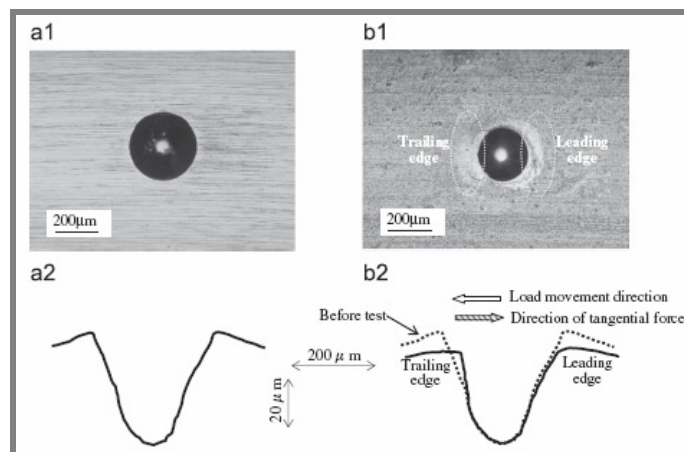 a1
b1
Trailing edge
Leading edge
200μm
200μm
a2
b2
Load movement direction
Before test
Direction of tangential force
200 μ m
20 μ m
Trailing edge
Leading edge